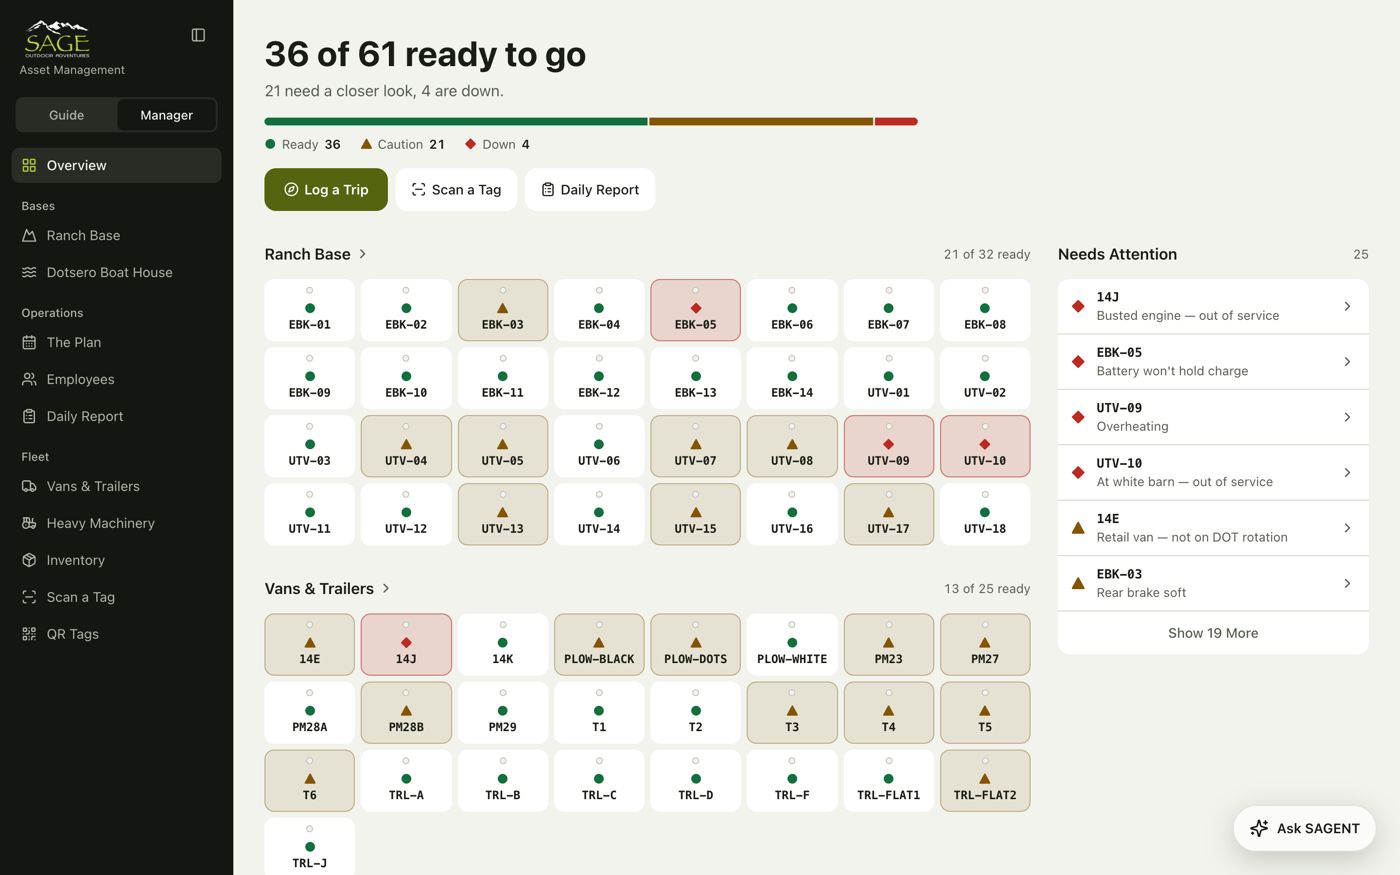 SAGE
OUTDOOR ADVENTURES
Asset Management
Guide Manager
Overview
Bases
Ranch Base
Dotsero Boat House
Operations
The Plan
Employees
Daily Report
Fleet
Vans & Trailers
Heavy Machinery
Inventory
Scan a Tag
QR Tags
36 of 61 ready to go
21 need a closer look, 4 are down.
Ready 36 Caution 21 Down 4
Log a Trip Scan a Tag Daily Report
Ranch Base 21 of 32 ready
EBK-01 EBK-02 EBK-03 EBK-04 EBK-05 EBK-06 EBK-07 EBK-08
EBK-09 EBK-10 EBK-11 EBK-12 EBK-13 EBK-14 UTV-01 UTV-02
UTV-03 UTV-04 UTV-05 UTV-06 UTV-07 UTV-08 UTV-09 UTV-10
UTV-11 UTV-12 UTV-13 UTV-14 UTV-15 UTV-16 UTV-17 UTV-18
Vans & Trailers 13 of 25 ready
14E 14J 14K PLOW-BLACK PLOW-DOTS PLOW-WHITE PM23 PM27
PM28A PM28B PM29 T1 T2 T3 T4 T5
T6 TRL-A TRL-B TRL-C TRL-D TRL-F TRL-FLAT1 TRL-FLAT2
TRL-J
Needs Attention 25
14J
Busted engine — out of service
EBK-05
Battery won't hold charge
UTV-09
Overheating
UTV-10
At white barn — out of service
14E
Retail van — not on DOT rotation
EBK-03
Rear brake soft
Show 19 More
Ask SAGENT